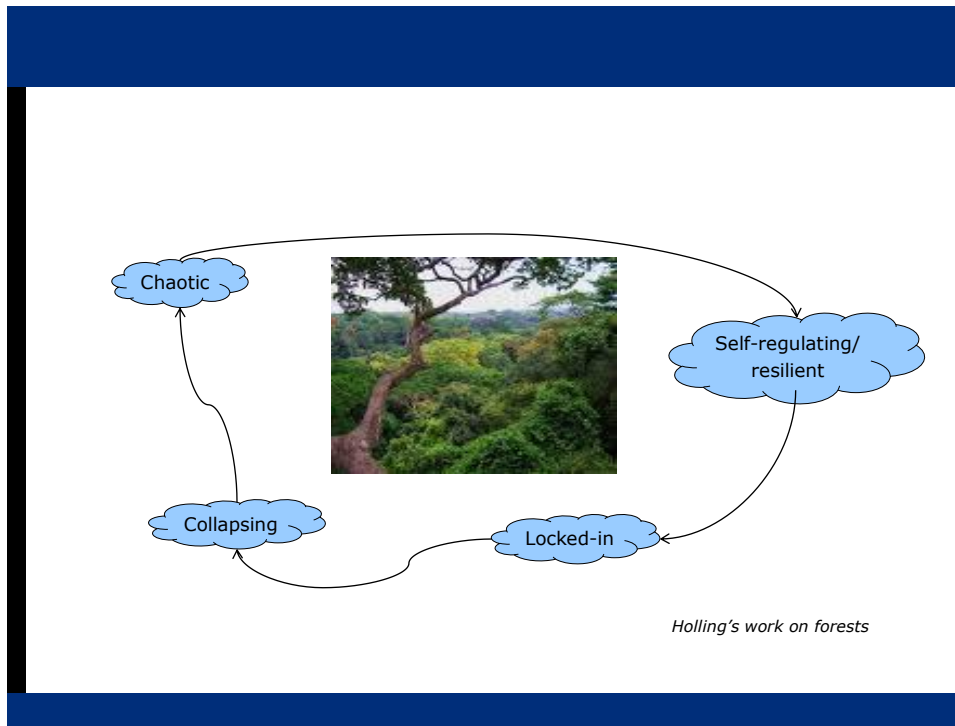 Chaotic
Self-regulating/
resilient
Collapsing
Locked-in
Holling’s work on forests